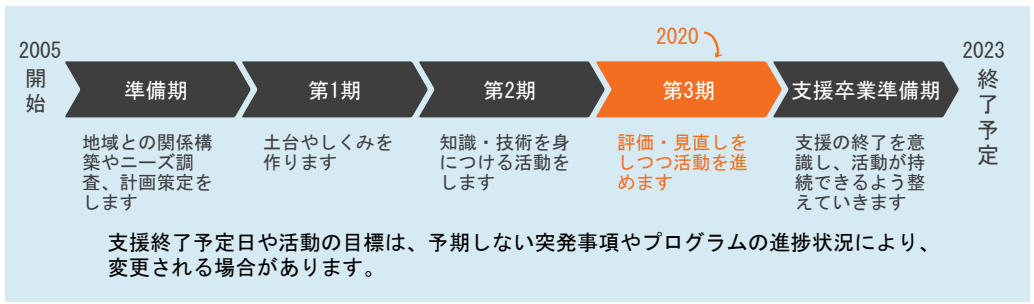 2005
開始
準備期
地域との関係構
築やニーズ調
査、計画策定を
します
第1期
土台やしくみを
作ります
第2期
知識・技術を身
につける活動を
します
2020
第3期
評価・見直しを
しつつ活動を進
めます
支援卒業準備期
支援の終了を意
識し、活動が持
続できるよう整
えていきます
2023
終了予定
支援終了予定日や活動の目標は、予期しない突発事項やプログラムの進捗状況により、
変更される場合があります。